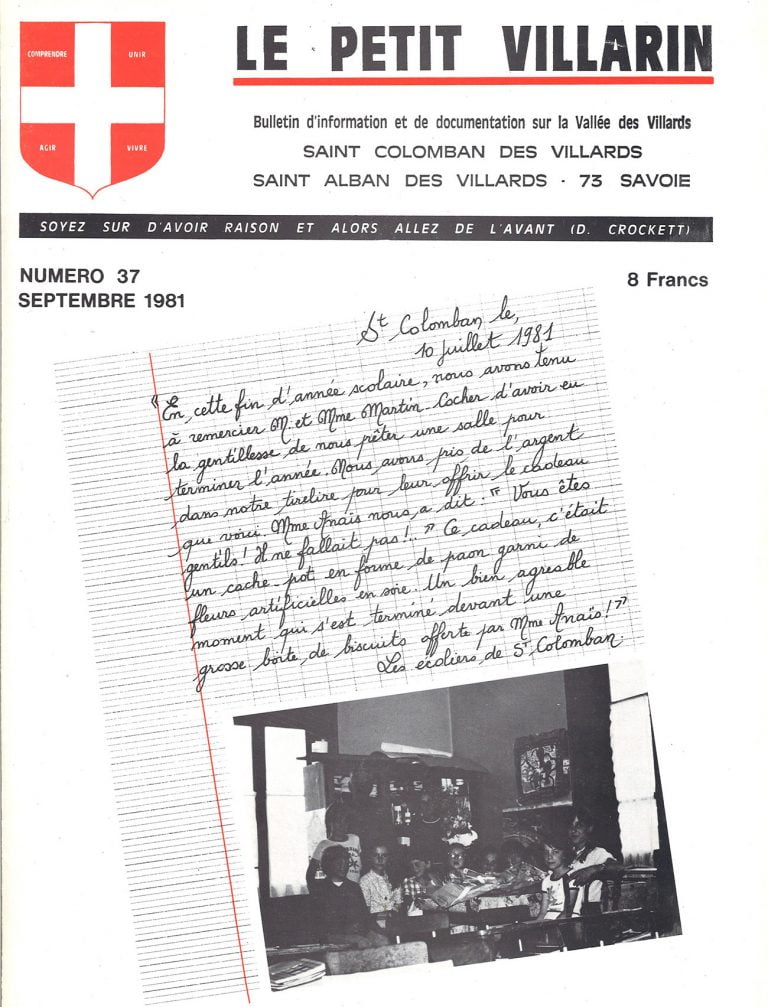 COMPRENDRE UNIR
AGIR VIVRE
LE PETIT VILLARIN
Bulletin d'information et de documentation sur la Vallée des Villards
SAINT COLOMBAN DES VILLARDS
SAINT ALBAN DES VILLARDS - 73 SAVOIE
SOYEZ SUR D'AVOIR RAISON ET ALORS ALLEZ DE L'AVANT (D. CROCKETT)
NUMERO 37
SEPTEMBRE 1981
8 Francs
St Colomban le,
10 juillet 1981
"En cette fin d'année scolaire, nous avons tenu
à remercier M. et Mme Martin-Cocher d'avoir eu
la gentillesse de nous prêter une salle pour
terminer l'année. Nous avons pris de l'argent
dans notre tirelire pour leur offrir le cadeau
que voici. Mme Anaïs nous a dit : " Vous êtes
gentils ! Il ne fallait pas !.. " Ce cadeau, c'était
un cache-pot en forme de paon garni de
fleurs artificielles en soie. Un bien agreable
moment qui s'est terminé devant une
grosse boîte de biscuits offerte par Mme Anaïs ! "
Les écoliers de St Colomban.